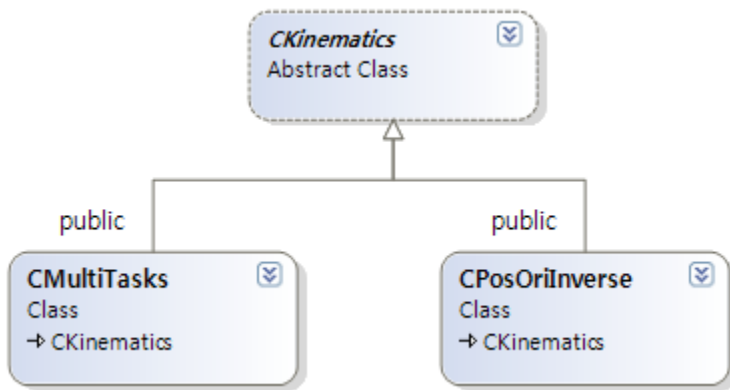 CKinematics
Abstract Class
public
public
CMultiTasks
Class
CKinematics
CPosOriInverse
Class
CKinematics